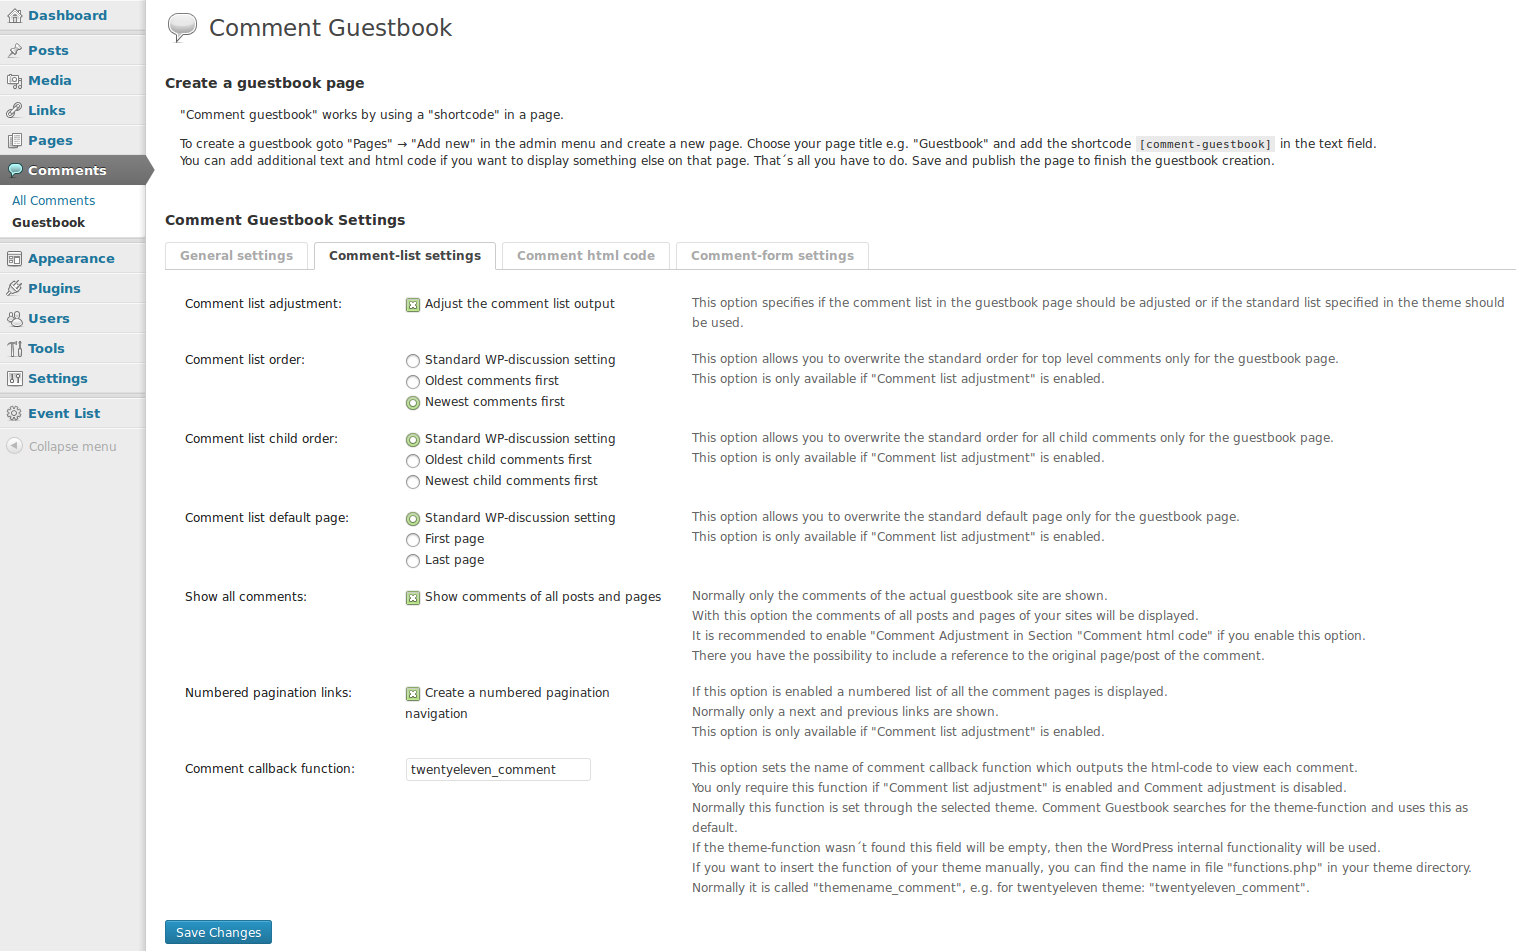 Dashboard
Posts
Media
Links
Pages
Comments
All Comments
Guestbook
Appearance
Plugins
Users
Tools
Settings
Event List
Collapse menu
Comment Guestbook
Create a guestbook page
"Comment guestbook" works by using a "shortcode" in a page.
To create a guestbook goto "Pages" → "Add new" in the admin menu and create a new page. Choose your page title e.g. "Guestbook" and add the shortcode [comment-guestbook] in the text field.
You can add additional text and html code if you want to display something else on that page. That´s all you have to do. Save and publish the page to finish the guestbook creation.
Comment Guestbook Settings
General settings
Comment-list settings
Comment html code
Comment-form settings
Comment list adjustment:
Adjust the comment list output
This option specifies if the comment list in the guestbook page should be adjusted or if the standard list specified in the theme should
be used.
Comment list order:
Standard WP-discussion setting
Oldest comments first
Newest comments first
This option allows you to overwrite the standard order for top level comments only for the guestbook page.
This option is only available if "Comment list adjustment" is enabled.
Comment list child order:
Standard WP-discussion setting
Oldest child comments first
Newest child comments first
This option allows you to overwrite the standard order for all child comments only for the guestbook page.
This option is only available if "Comment list adjustment" is enabled.
Comment list default page:
Standard WP-discussion setting
First page
Last page
This option allows you to overwrite the standard default page only for the guestbook page.
This option is only available if "Comment list adjustment" is enabled.
Show all comments:
Show comments of all posts and pages
Normally only the comments of the actual guestbook site are shown.
With this option the comments of all posts and pages of your sites will be displayed.
It is recommended to enable "Comment Adjustment in Section "Comment html code" if you enable this option.
There you have the possibility to include a reference to the original page/post of the comment.
Numbered pagination links:
Create a numbered pagination
navigation
If this option is enabled a numbered list of all the comment pages is displayed.
Normally only a next and previous links are shown.
This option is only available if "Comment list adjustment" is enabled.
Comment callback function:
twentyeleven_comment
This option sets the name of comment callback function which outputs the html-code to view each comment.
You only require this function if "Comment list adjustment" is enabled and Comment adjustment is disabled.
Normally this function is set through the selected theme. Comment Guestbook searches for the theme-function and uses this as
default.
If the theme-function wasn´t found this field will be empty, then the WordPress internal functionality will be used.
If you want to insert the function of your theme manually, you can find the name in file "functions.php" in your theme directory.
Normally it is called "themename_comment", e.g. for twentyeleven theme: "twentyeleven_comment".
Save Changes